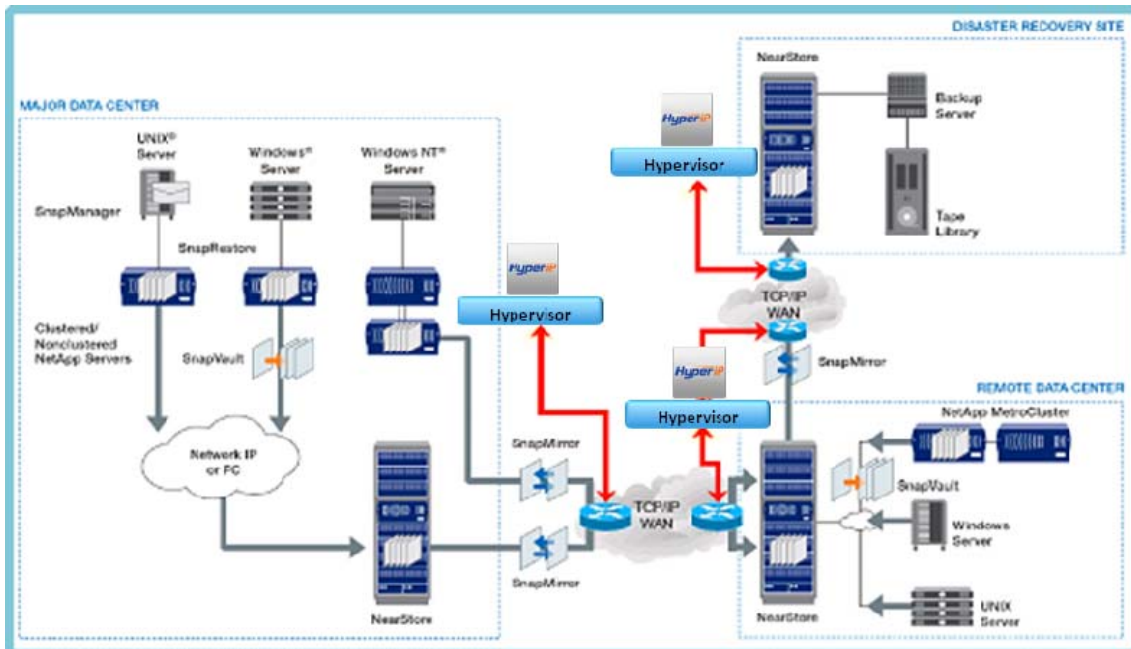 DISASTER RECOVERY SITE
NearStore
Backup
Server
Tape
Library
HyperIP
Hypervisor
MAJOR DATA CENTER
UNIX®
Server
Windows®
Server
Windows NT®
Server
SnapManager
SnapRestore
HyperIP
Hypervisor
TCP/IP
WAN
Clustered/
Nonclustered
NetApp Servers
SnapVault
HyperIP
Hypervisor
SnapMirror
REMOTE DATA CENTER
NetApp MetroCluster
SnapVault
Windows
Server
UNIX
Server
NearStore
Network IP
or FC
SnapMirror
TCP/IP
WAN
SnapMirror
NearStore